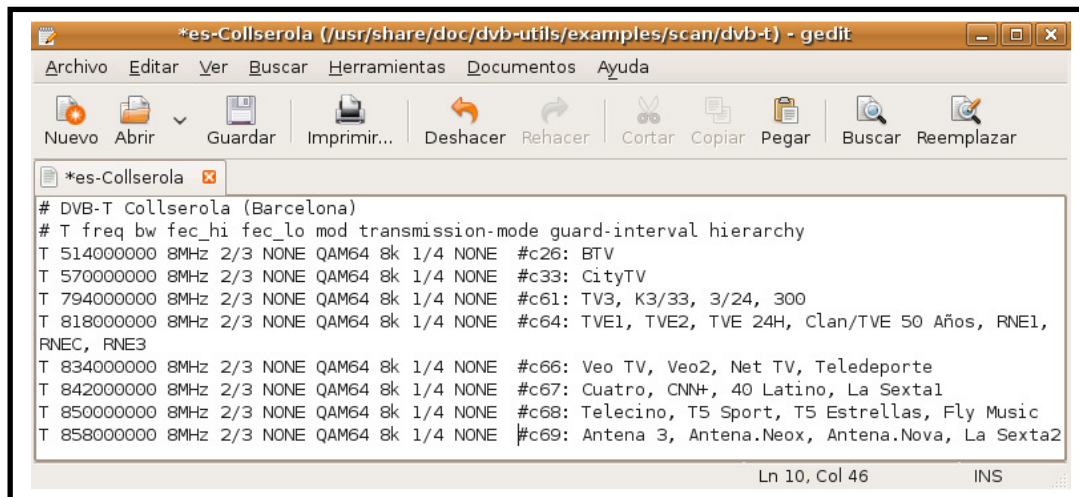 *es-Collserola (/usr/share/doc/dvb-utils/examples/scan/dvb-t) - gedit
Archivo Editar Ver Buscar Herramientas Documentos Ayuda
Nuevo Abrir Guardar Imprimir... Deshacer Rehacer Cortar Copiar Pegar Buscar Reemplazar
*es-Collserola
# DVB-T Collserola (Barcelona)
# T freq bw fec_hi fec_lo mod transmission-mode guard-interval hierarchy
T 514000000 8MHz 2/3 NONE QAM64 8k 1/4 NONE #c26: BTV
T 570000000 8MHz 2/3 NONE QAM64 8k 1/4 NONE #c33: CityTV
T 794000000 8MHz 2/3 NONE QAM64 8k 1/4 NONE #c61: TV3, K3/33, 3/24, 300
T 818000000 8MHz 2/3 NONE QAM64 8k 1/4 NONE #c64: TVE1, TVE2, TVE 24H, Clan/TVE 50 Años, RNE1,
RNEC, RNE3
T 834000000 8MHz 2/3 NONE QAM64 8k 1/4 NONE #c66: Veo TV, Veo2, Net TV, Teledeporte
T 842000000 8MHz 2/3 NONE QAM64 8k 1/4 NONE #c67: Cuatro, CNN+, 40 Latino, La Sexta1
T 850000000 8MHz 2/3 NONE QAM64 8k 1/4 NONE #c68: Telecino, T5 Sport, T5 Estrellas, Fly Music
T 858000000 8MHz 2/3 NONE QAM64 8k 1/4 NONE #c69: Antena 3, Antena.Neox, Antena.Nova, La Sexta2
Ln 10, Col 46 INS